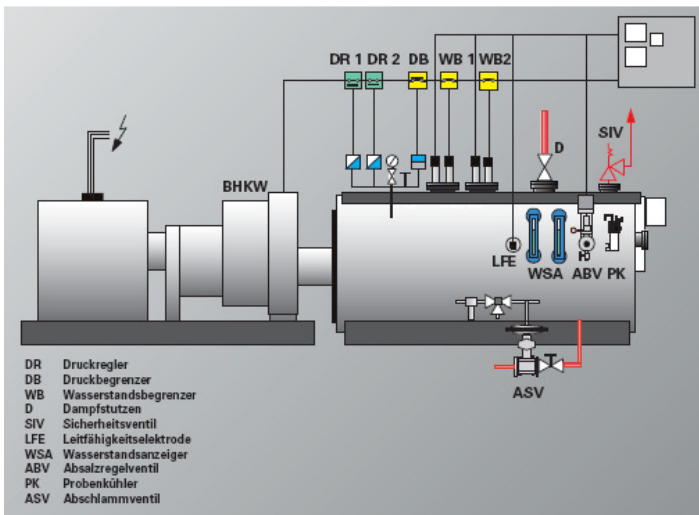 DR 1 DR 2 DB WB 1 WB2
SIV
D
BHKW
LFE
WSA ABV PK
ASV
DR Druckregler
DB Druckbegrenzer
WB Wasserstandsbegrenzer
D Dampfstutzen
SIV Sicherheitsventil
LFE Leitfähigkeitselektrode
WSA Wasserstandsanzeiger
ABV Absalzregelventil
PK Probenkühler
ASV Abschlammventil